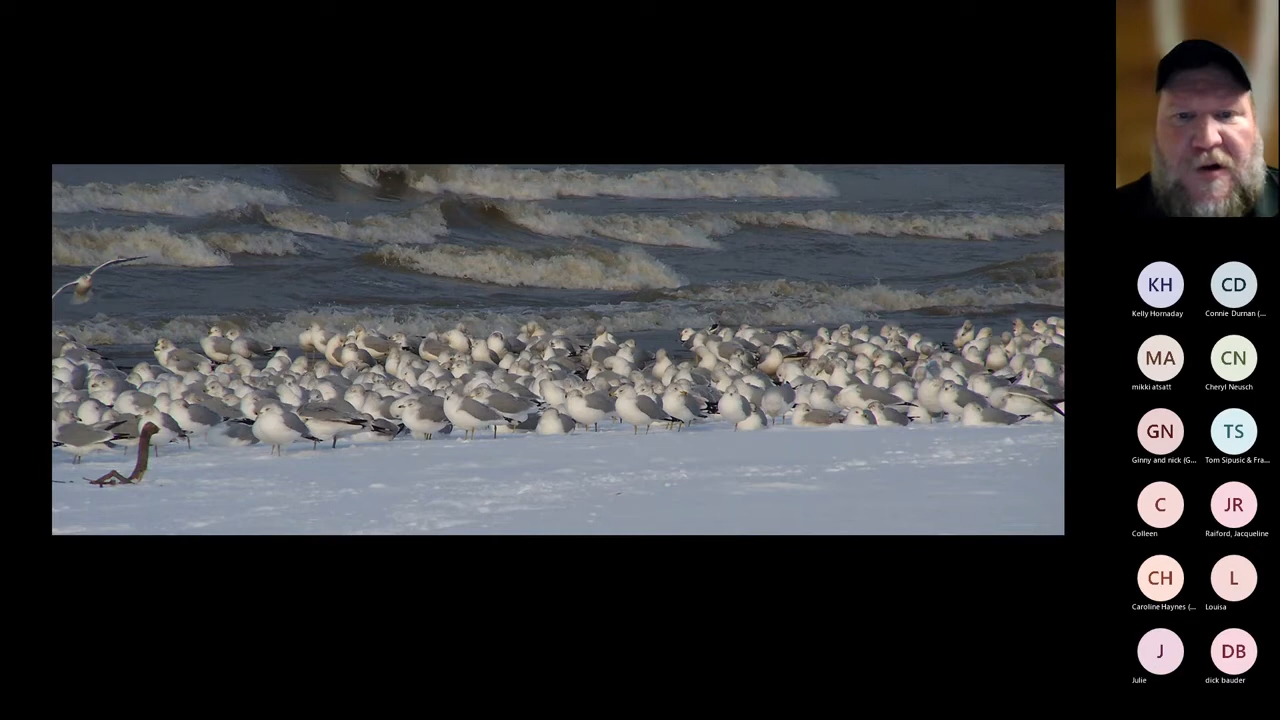 KH CD
Kelly Hornaday Connie Durnan (...
MA CN
mikki atsatt Cheryl Neusch
GN TS
Ginny and nick (G... Tom Sipusic & Fra...
C JR
Colleen Raiford, Jacqueline
CH L
Caroline Haynes (... Louisa
J DB
Julie dick bauder